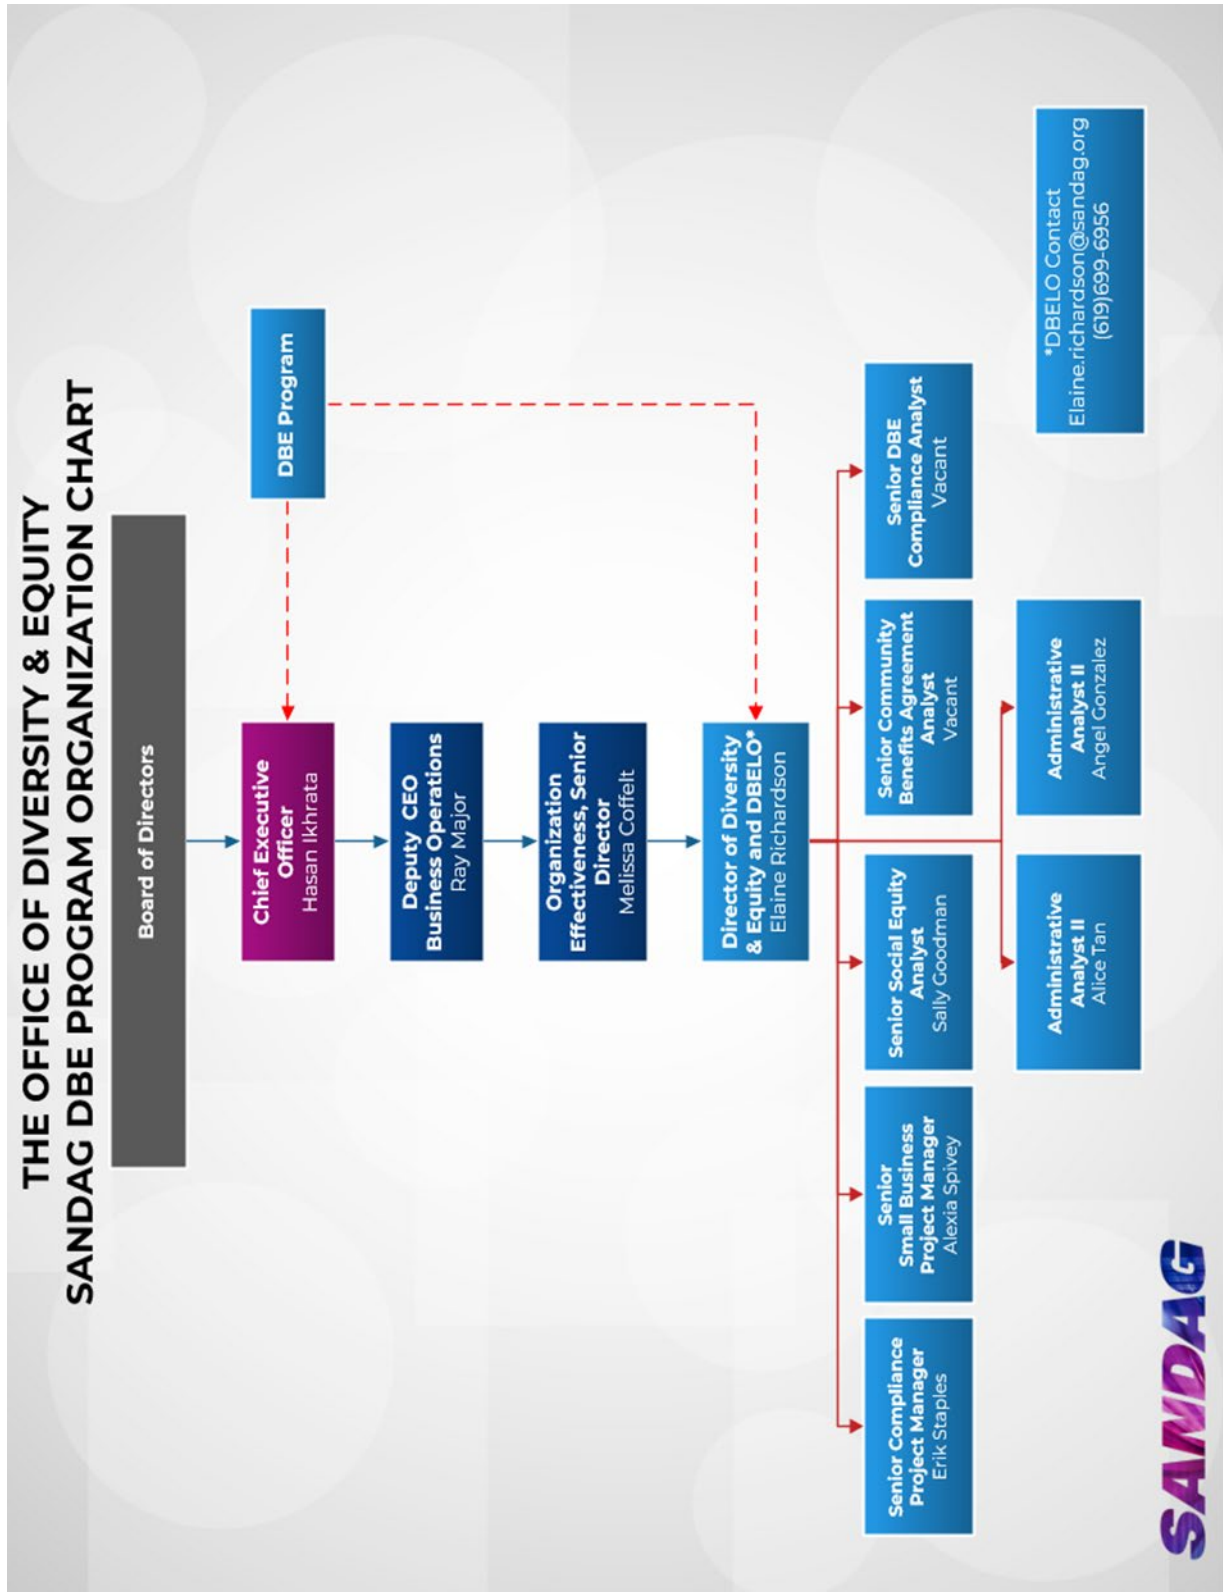 THE OFFICE OF DIVERSITY & EQUITY
SANDAG DBE PROGRAM ORGANIZATION CHART
Board of Directors
Chief Executive
Officer
Hasan Ikhrata
DBE Program
Deputy CEO
Business Operations
Ray Major
Organization
Effectiveness, Senior
Director
Melissa Coffelt
Director of Diversity
& Equity and DBELO*
Elaine Richardson
Senior Compliance
Project Manager
Erik Staples
Senior
Small Business
Project Manager
Alexia Spivey
Senior Social Equity
Analyst
Sally Goodman
Senior Community
Benefits Agreement
Analyst
Vacant
Senior DBE
Compliance Analyst
Vacant
Administrative
Analyst II
Alice Tan
Administrative
Analyst II
Angel Gonzalez
*DBELO Contact
Elaine.richardson@sandag.org
(619)699-6956
SANDAG